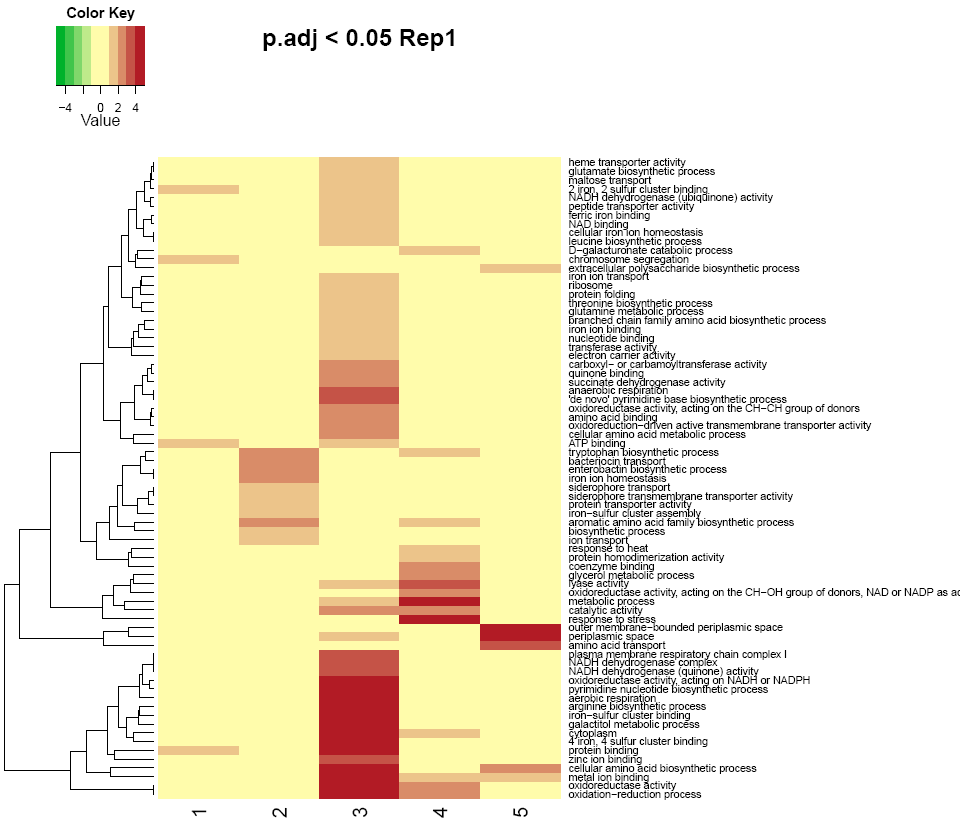 Color Key
p.adj < 0.05 Rep1
−4 0 2 4
Value
heme transporter activity
glutamate biosynthetic process
maltose transport
2 iron, 2 sulfur cluster binding
NADH dehydrogenase (ubiquinone) activity
peptide transporter activity
ferric iron binding
NAD binding
cellular iron ion homeostasis
leucine biosynthetic process
D−galacturonate catabolic process
chromosome segregation
extracellular polysaccharide biosynthetic process
iron ion transport
ribosome
protein folding
threonine biosynthetic process
glutamine metabolic process
branched chain family amino acid biosynthetic process
iron ion binding
nucleotide binding
transferase activity
electron carrier activity
carboxyl− or carbamoyltransferase activity
quinone binding
succinate dehydrogenase activity
anaerobic respiration
'de novo' pyrimidine base biosynthetic process
oxidoreductase activity, acting on the CH−CH group of donors
amino acid binding
oxidoreduction−driven active transmembrane transporter activity
cellular amino acid metabolic process
ATP binding
tryptophan biosynthetic process
bacteriocin transport
enterobactin biosynthetic process
iron ion homeostasis
siderophore transport
siderophore transmembrane transporter activity
protein transporter activity
iron−sulfur cluster assembly
aromatic amino acid family biosynthetic process
biosynthetic process
ion transport
response to heat
protein homodimerization activity
coenzyme binding
glycerol metabolic process
lyase activity
oxidoreductase activity, acting on the CH−OH group of donors, NAD or NADP as ac
metabolic process
catalytic activity
response to stress
outer membrane−bounded periplasmic space
periplasmic space
amino acid transport
plasma membrane respiratory chain complex I
NADH dehydrogenase complex
NADH dehydrogenase (quinone) activity
oxidoreductase activity, acting on NADH or NADPH
pyrimidine nucleotide biosynthetic process
aerobic respiration
arginine biosynthetic process
iron−sulfur cluster binding
galactitol metabolic process
cytoplasm
4 iron, 4 sulfur cluster binding
protein binding
zinc ion binding
cellular amino acid biosynthetic process
metal ion binding
oxidoreductase activity
oxidation−reduction process
1 2 3 4 5